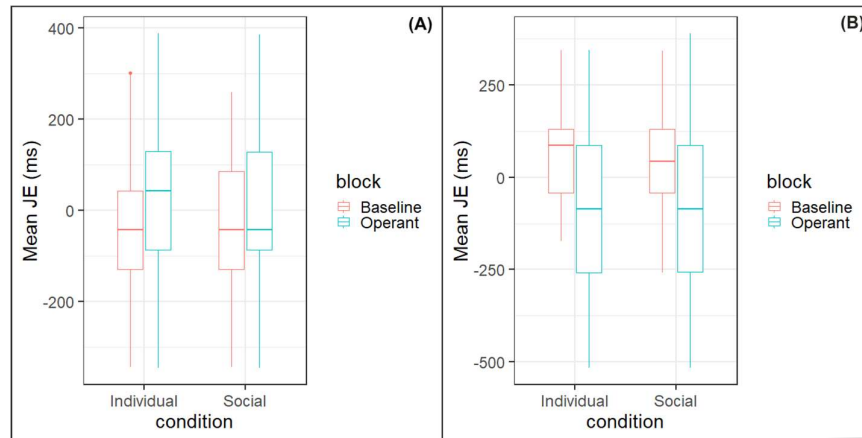 (A)
Mean JE (ms)
400
200
0
-200
Individual Social
condition
block
Baseline
Operant
(B)
Mean JE (ms)
250
0
-250
-500
Individual Social
condition
block
Baseline
Operant